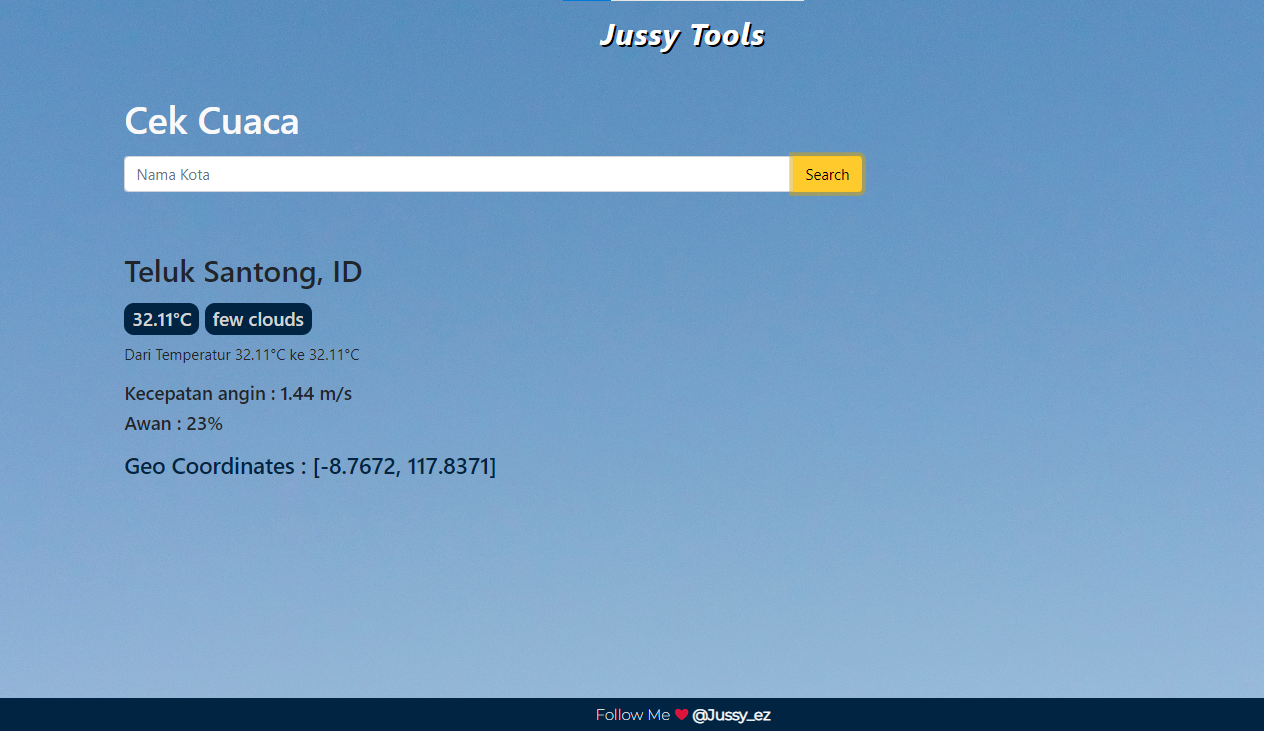 Jussy Tools
Cek Cuaca
Nama Kota
Search
Teluk Santong, ID
32.11°C few clouds
Dari Temperatur 32.11°C ke 32.11°C
Kecepatan angin : 1.44 m/s
Awan : 23%
Geo Coordinates : [-8.7672, 117.8371]
Follow Me ❤ @Jussy_ez